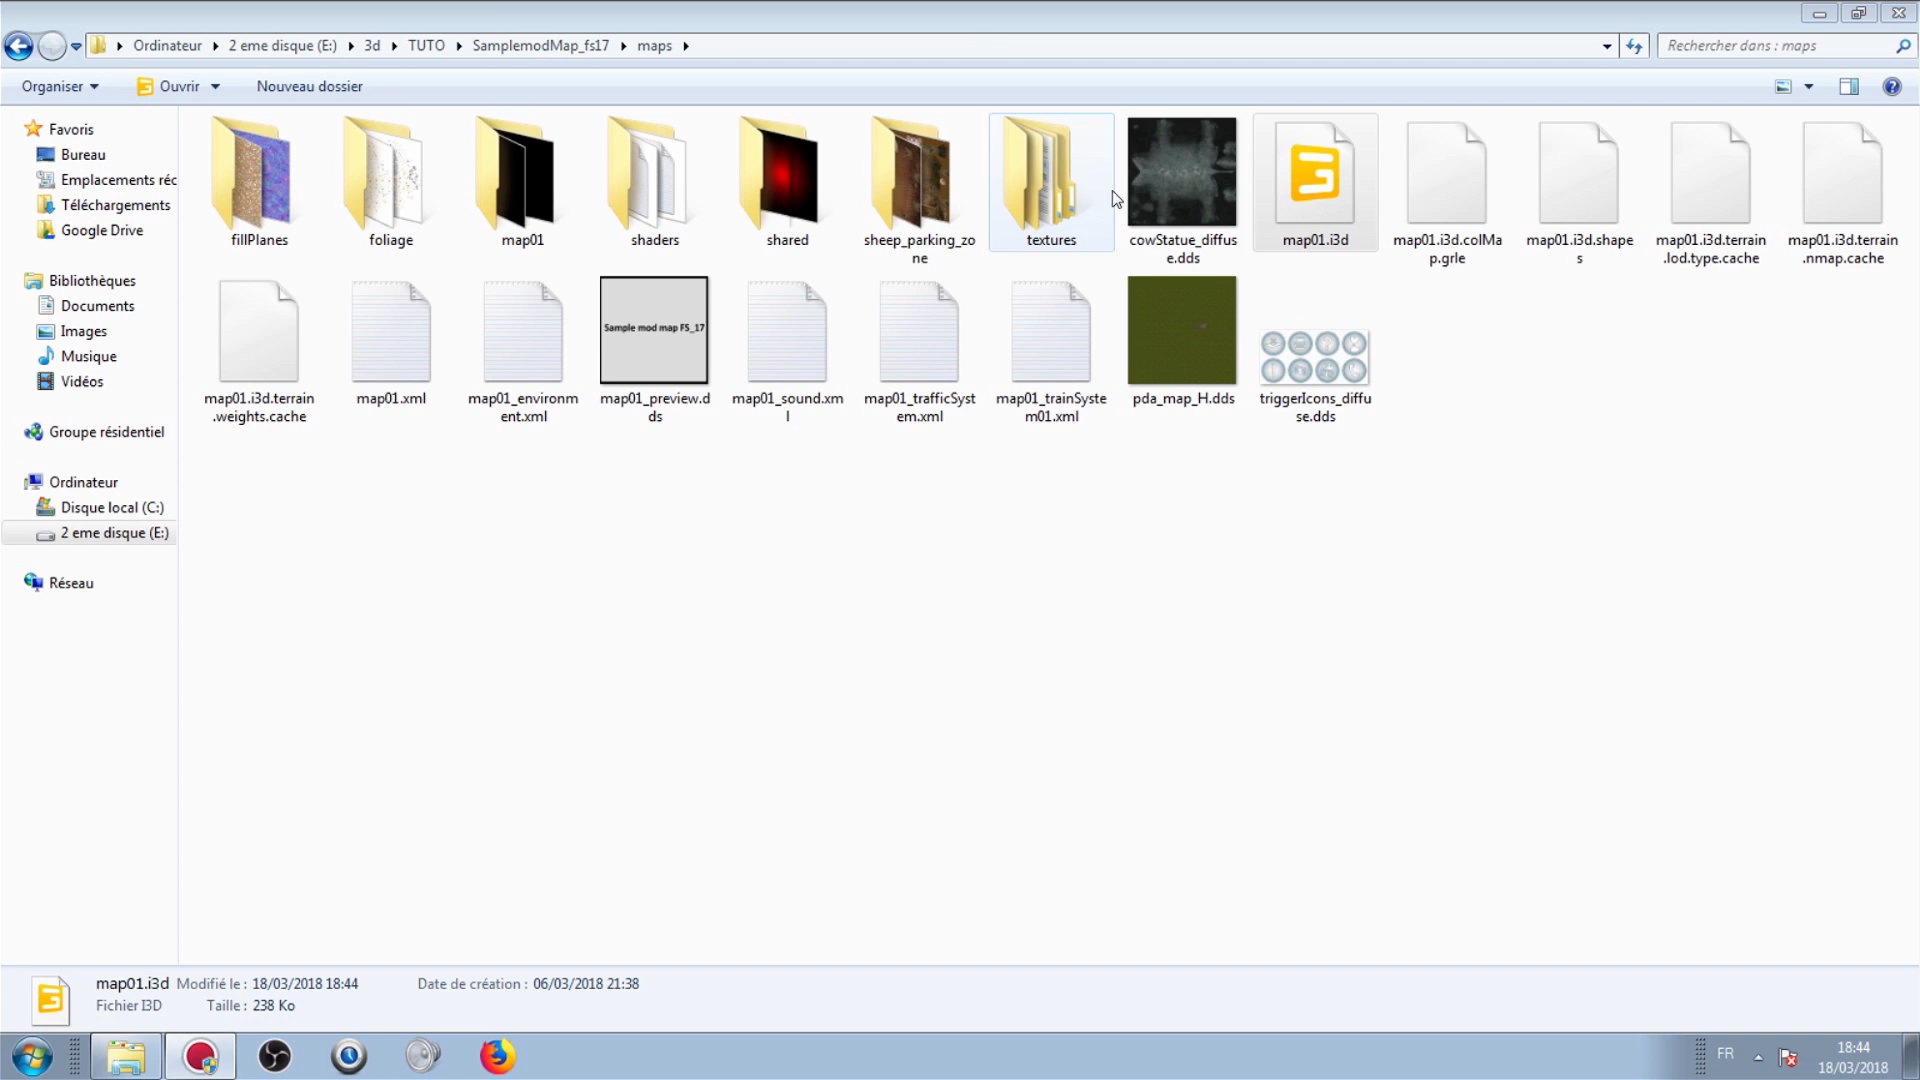 Ordinateur 2 eme disque (E:) 3d TUTO SamplemodMap_fs17 maps
Rechercher dans : maps
Organiser Ouvrir Nouveau dossier
Favoris
Bureau
Emplacements réc
Téléchargements
Google Drive
Bibliothèques
Documents
Images
Musique
Vidéos
Groupe résidentiel
Ordinateur
Disque local (C:)
2 eme disque (E:)
Réseau
fillPlanes
foliage
map01
shaders
shared
sheep_parking_zo
ne
textures
cowStatue_diffus
e.dds
map01.i3d
map01.i3d.colMa
p.grle
map01.i3d.shape
s
map01.i3d.terrain
.lod.type.cache
map01.i3d.terrain
.nmap.cache
map01.i3d.terrain
.weights.cache
map01.xml
map01_environm
ent.xml
Sample mod map FS_17
map01_preview.d
ds
map01_sound.xm
l
map01_trafficSyst
em.xml
map01_trainSyste
m01.xml
pda_map_H.dds
triggerIcons_diffu
se.dds
map01.i3d Modifié le : 18/03/2018 18:44 Date de création : 06/03/2018 21:38
Fichier I3D Taille : 238 Ko
FR
18:44
18/03/2018